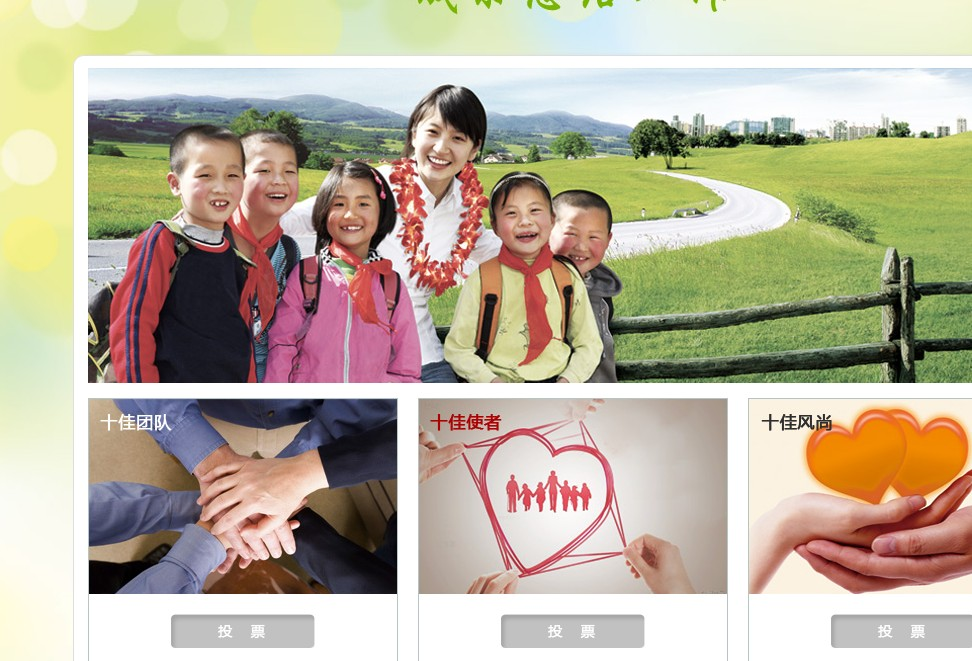 十佳团队
十佳使者
十佳风尚
投 票
投 票
投 票